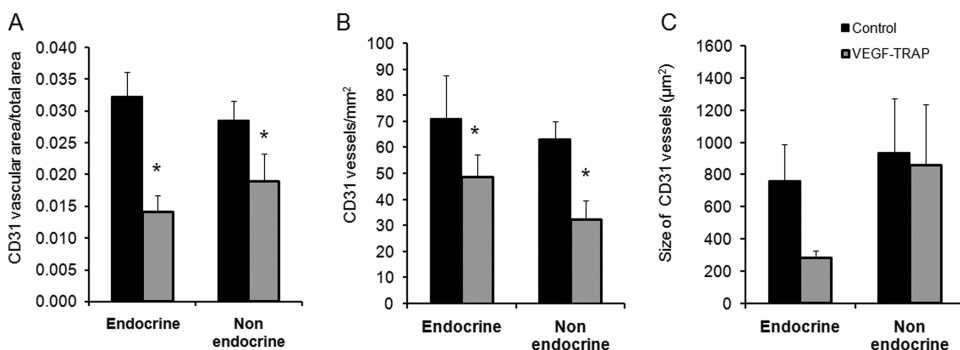 A
CD31 vascular area/total area
0.040
0.035
0.030
0.025
0.020
0.015
0.010
0.005
0.000
*
*
Endocrine
Non
endocrine
B
CD31 vessels/mm²
100
90
80
70
60
50
40
30
20
10
0
*
*
Endocrine
Non
endocrine
C
Control
VEGF-TRAP
Size of CD31 vessels (µm²)
1600
1400
1200
1000
800
600
400
200
0
Endocrine
Non
endocrine